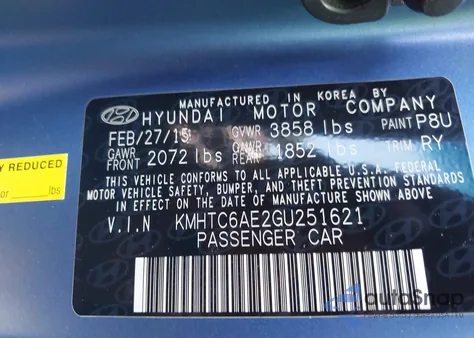 MANUFACTURED IN KOREA BY
HYUNDAI MOTOR COMPANY
FEB/27/15 GVWR 3858 lbs PAINT P8U
GAWR FRONT 2072 lbs GAWR REAR 1852 lbs TRIM RY
THIS VEHICLE CONFORMS TO ALL APPLICABLE U.S.A FEDERAL
MOTOR VEHICLE SAFETY, BUMPER, AND THEFT PREVENTION STANDARDS
IN EFFECT ON THE DATE OF MANUFACTURE SHOWN ABOVE.
V.I.N KMHTC6AE2GU251621
PASSENGER CAR
Y REDUCED
or lbs
autoSnap